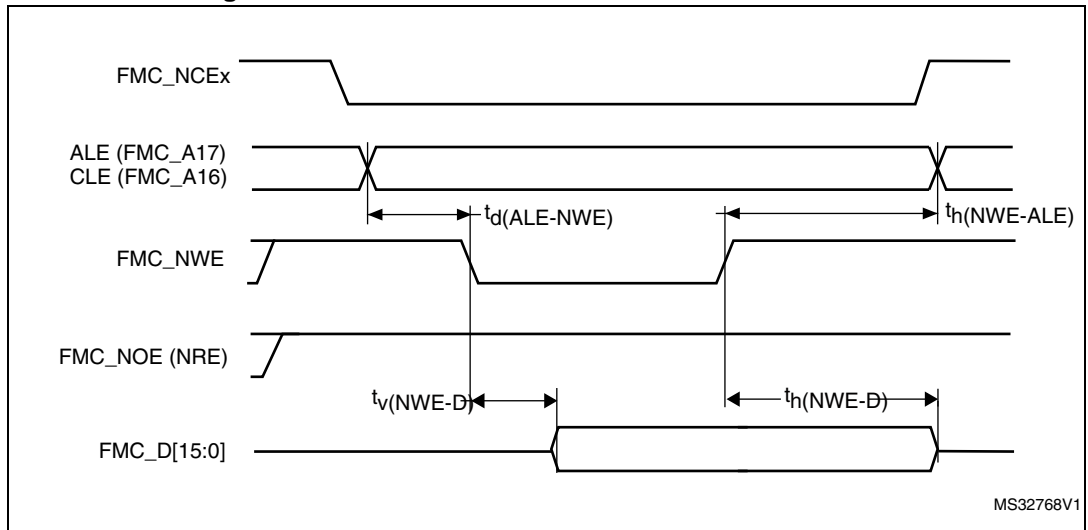 FMC_NCEx
ALE (FMC_A17)
CLE (FMC_A16)
td(ALE-NWE)
th(NWE-ALE)
FMC_NWE
FMC_NOE (NRE)
tv(NWE-D)
th(NWE-D)
FMC_D[15:0]
MS32768V1